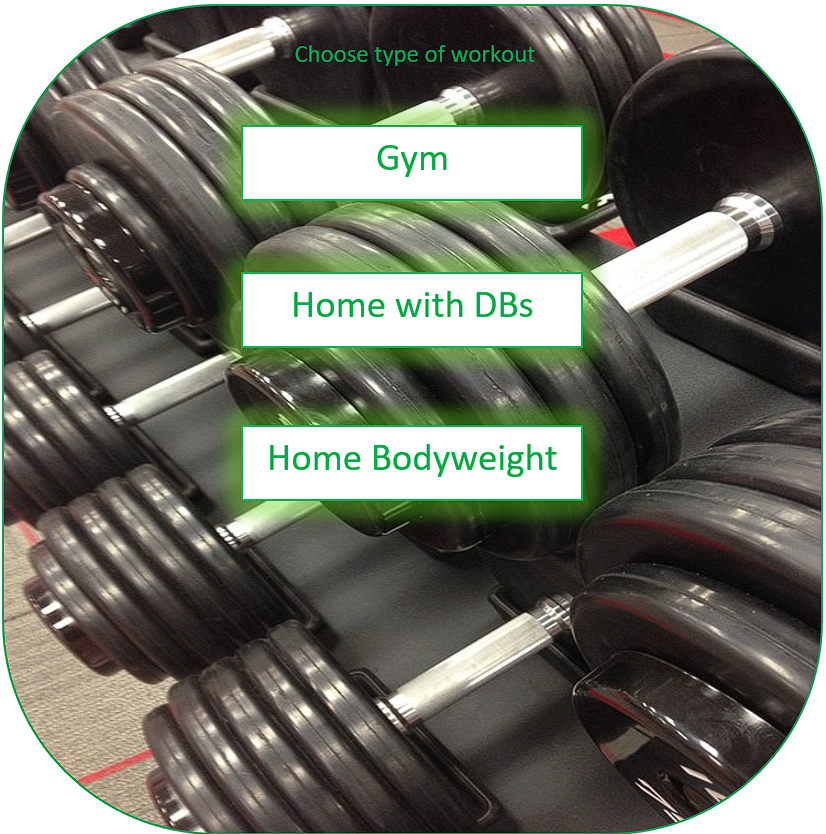 Choose type of workout
Gym
Home with DBs
Home Bodyweight